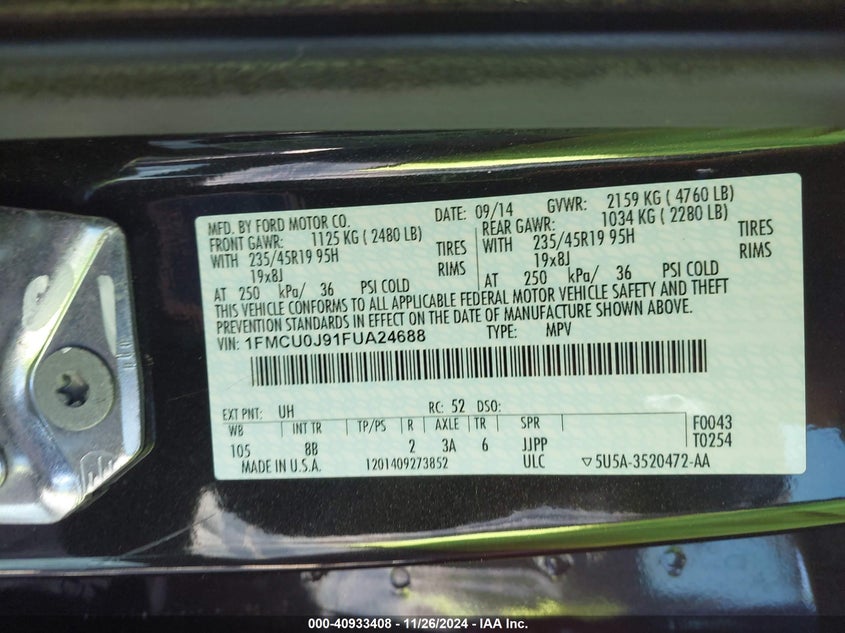 MFD. BY FORD MOTOR CO. DATE: 09/14 GVWR: 2159 KG ( 4760 LB)
FRONT GAWR: 1125 KG ( 2480 LB) REAR GAWR: 1034 KG ( 2280 LB)
WITH 235/45R19 95H TIRES WITH 235/45R19 95H TIRES
19x8J RIMS 19x8J RIMS
AT 250 kPa/ 36 PSI COLD AT 250 kPa/ 36 PSI COLD
THIS VEHICLE CONFORMS TO ALL APPLICABLE FEDERAL MOTOR VEHICLE SAFETY AND THEFT
PREVENTION STANDARDS IN EFFECT ON THE DATE OF MANUFACTURE SHOWN ABOVE.
VIN: 1FMCU0J91FUA24688 TYPE: MPV
EXT PNT: UH RC: 52 DSO:
WB INT TR TP/PS R AXLE TR SPR F0043
105 8B 2 3A 6 JJPP T0254
MADE IN U.S.A. 1201409273852 ULC ▽5U5A-3520472-AA
000-40933408 - 11/26/2024 - IAA Inc.